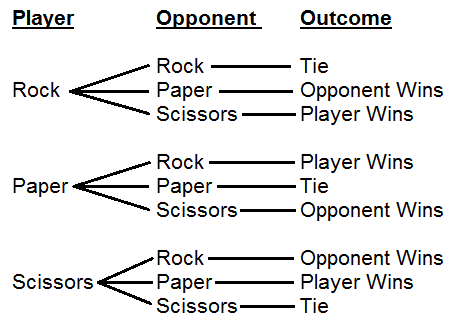 Player Opponent Outcome
Rock Tie
Rock Paper Opponent Wins
Scissors Player Wins
Rock Player Wins
Paper Paper Tie
Scissors Opponent Wins
Rock Opponent Wins
Scissors Paper Player Wins
Scissors Tie